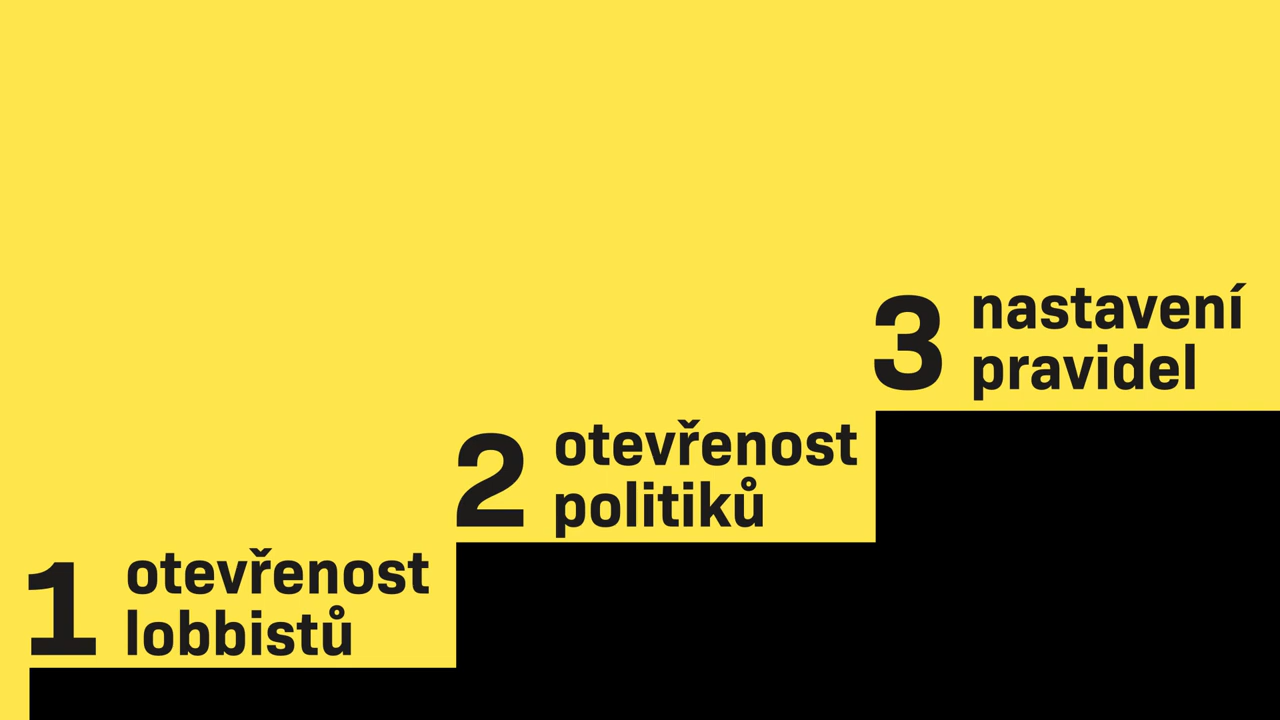 1 otevřenost
lobbistů
2 otevřenost
politiků
3 nastavení
pravidel